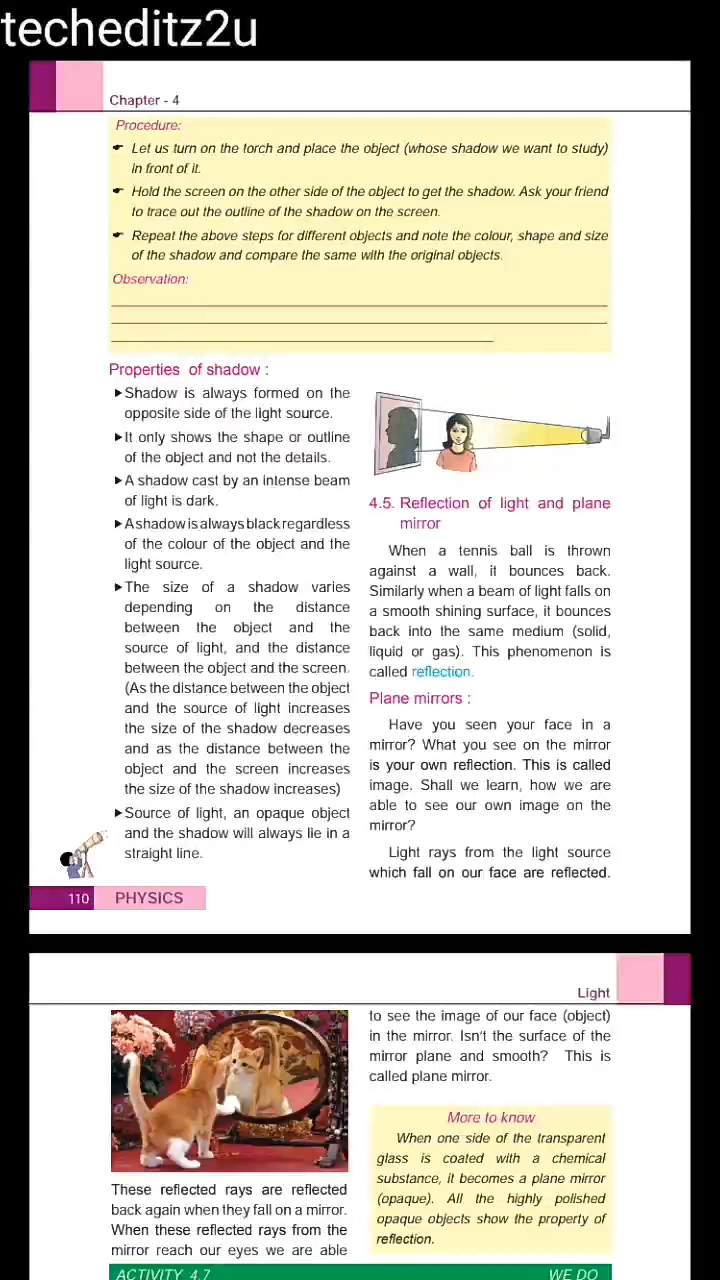 techeditz2u
Chapter - 4
Procedure:
Let us turn on the torch and place the object (whose shadow we want to study)
in front of it.
Hold the screen on the other side of the object to get the shadow. Ask your friend
to trace out the outline of the shadow on the screen.
Repeat the above steps for different objects and note the colour, shape and size
of the shadow and compare the same with the original objects.
Observation:
Properties of shadow :
Shadow is always formed on the
opposite side of the light source.
It only shows the shape or outline
of the object and not the details.
A shadow cast by an intense beam
of light is dark.
A shadow is always black regardless
of the colour of the object and the
light source.
The size of a shadow varies
depending on the distance
between the object and the
source of light, and the distance
between the object and the screen.
(As the distance between the object
and the source of light increases
the size of the shadow decreases
and as the distance between the
object and the screen increases
the size of the shadow increases)
Source of light, an opaque object
and the shadow will always lie in a
straight line.
4.5. Reflection of light and plane
mirror
When a tennis ball is thrown
against a wall, it bounces back.
Similarly when a beam of light falls on
a smooth shining surface, it bounces
back into the same medium (solid,
liquid or gas). This phenomenon is
called reflection.
Plane mirrors :
Have you seen your face in a
mirror? What you see on the mirror
is your own reflection. This is called
image. Shall we learn, how we are
able to see our own image on the
mirror?
Light rays from the light source
which fall on our face are reflected.
110 PHYSICS
Light
These reflected rays are reflected
back again when they fall on a mirror.
When these reflected rays from the
mirror reach our eyes we are able
to see the image of our face (object)
in the mirror. Isn't the surface of the
mirror plane and smooth? This is
called plane mirror.
More to know
When one side of the transparent
glass is coated with a chemical
substance, it becomes a plane mirror
(opaque). All the highly polished
opaque objects show the property of
reflection.
ACTIVITY 4.7 WE DO